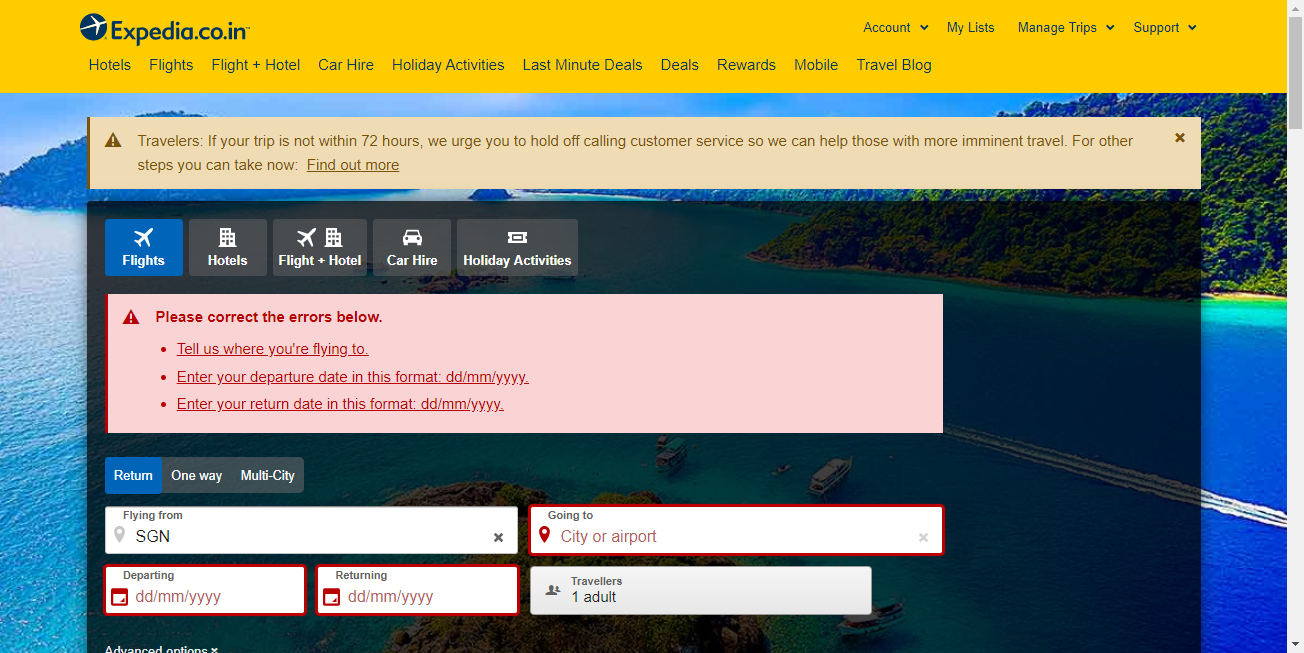 Expedia.co.in
Account My Lists Manage Trips Support
Hotels Flights Flight + Hotel Car Hire Holiday Activities Last Minute Deals Deals Rewards Mobile Travel Blog
Travelers: If your trip is not within 72 hours, we urge you to hold off calling customer service so we can help those with more imminent travel. For other
steps you can take now: Find out more
Flights Hotels Flight + Hotel Car Hire Holiday Activities
Please correct the errors below.
Tell us where you're flying to.
Enter your departure date in this format: dd/mm/yyyy.
Enter your return date in this format: dd/mm/yyyy.
Return One way Multi-City
Flying from Going to
SGN City or airport
Departing Returning Travellers
dd/mm/yyyy dd/mm/yyyy 1 adult
Advanced options